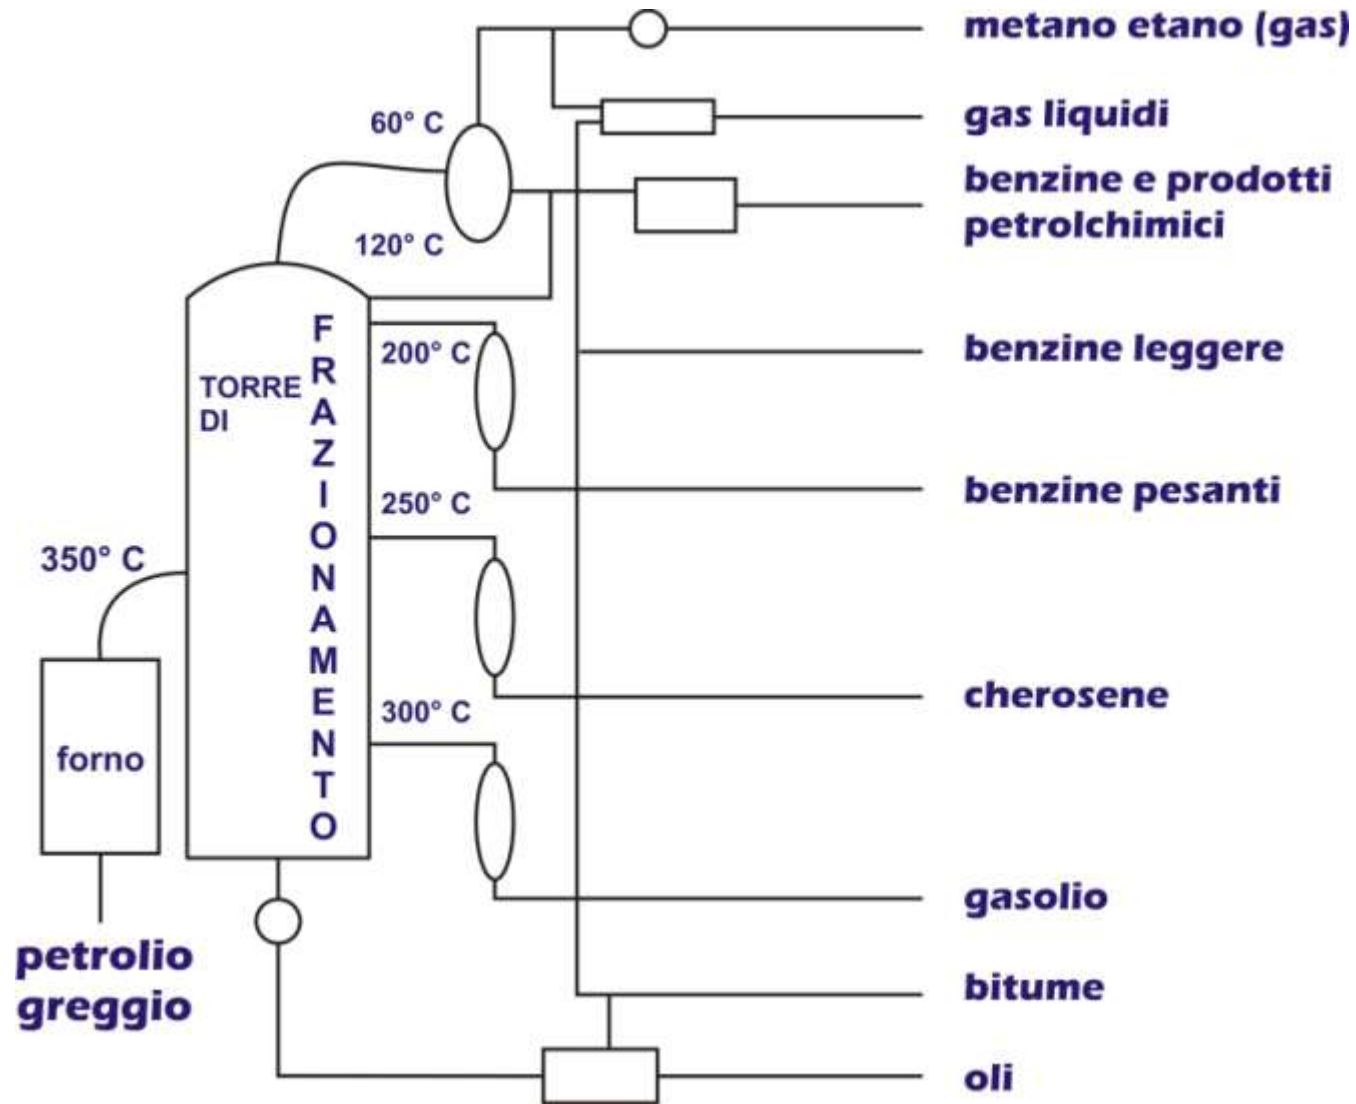 metano etano (gas)
gas liquidi
benzine e prodotti
petrolchimici
benzine leggere
benzine pesanti
cherosene
gasolio
bitume
oli
60° C
120° C
200° C
250° C
300° C
350° C
TORRE
DI
FRAZIONAMENTO
forno
petrolio
greggio